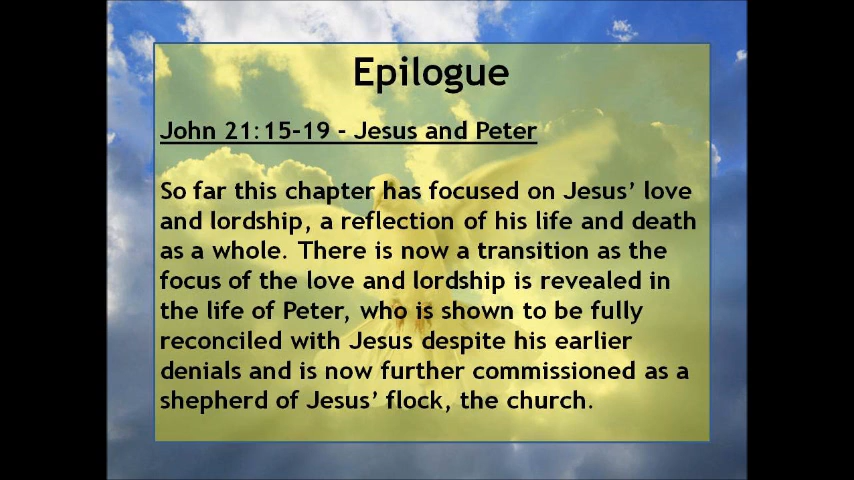 Epilogue
John 21:15-19 - Jesus and Peter
So far this chapter has focused on Jesus’ love
and lordship, a reflection of his life and death
as a whole. There is now a transition as the
focus of the love and lordship is revealed in
the life of Peter, who is shown to be fully
reconciled with Jesus despite his earlier
denials and is now further commissioned as a
shepherd of Jesus’ flock, the church.